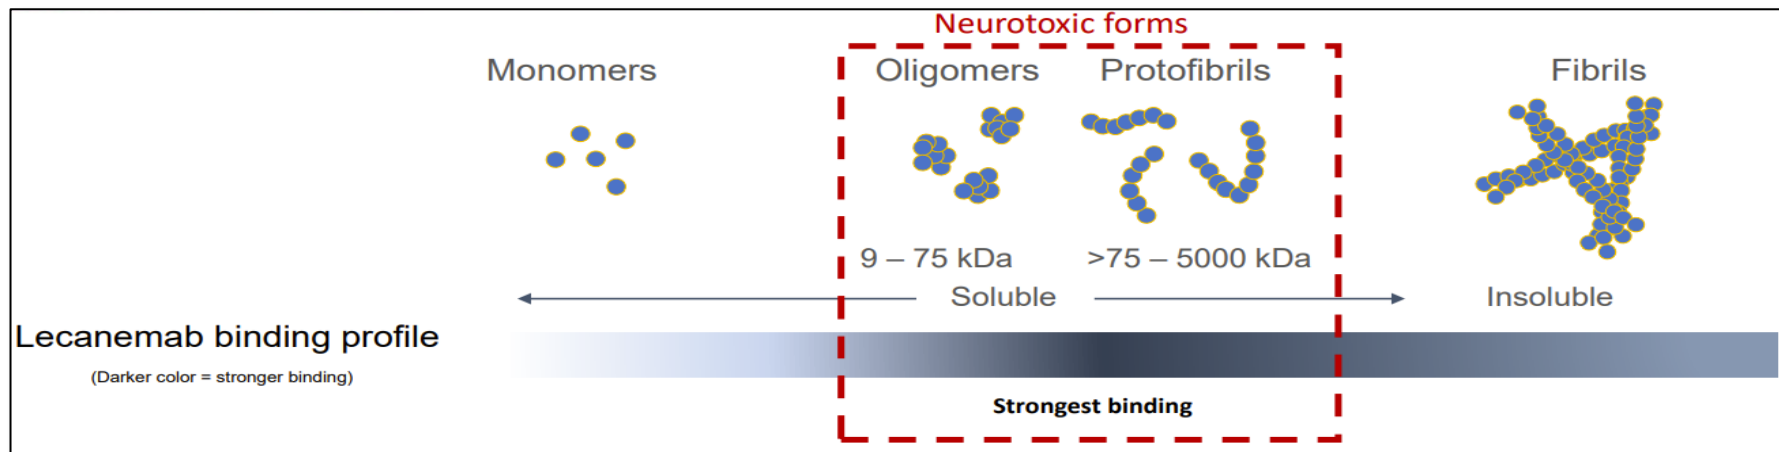 Neurotoxic forms
Monomers Oligomers Protofibrils Fibrils
9 – 75 kDa >75 – 5000 kDa
Soluble Insoluble
Lecanemab binding profile
(Darker color = stronger binding)
Strongest binding